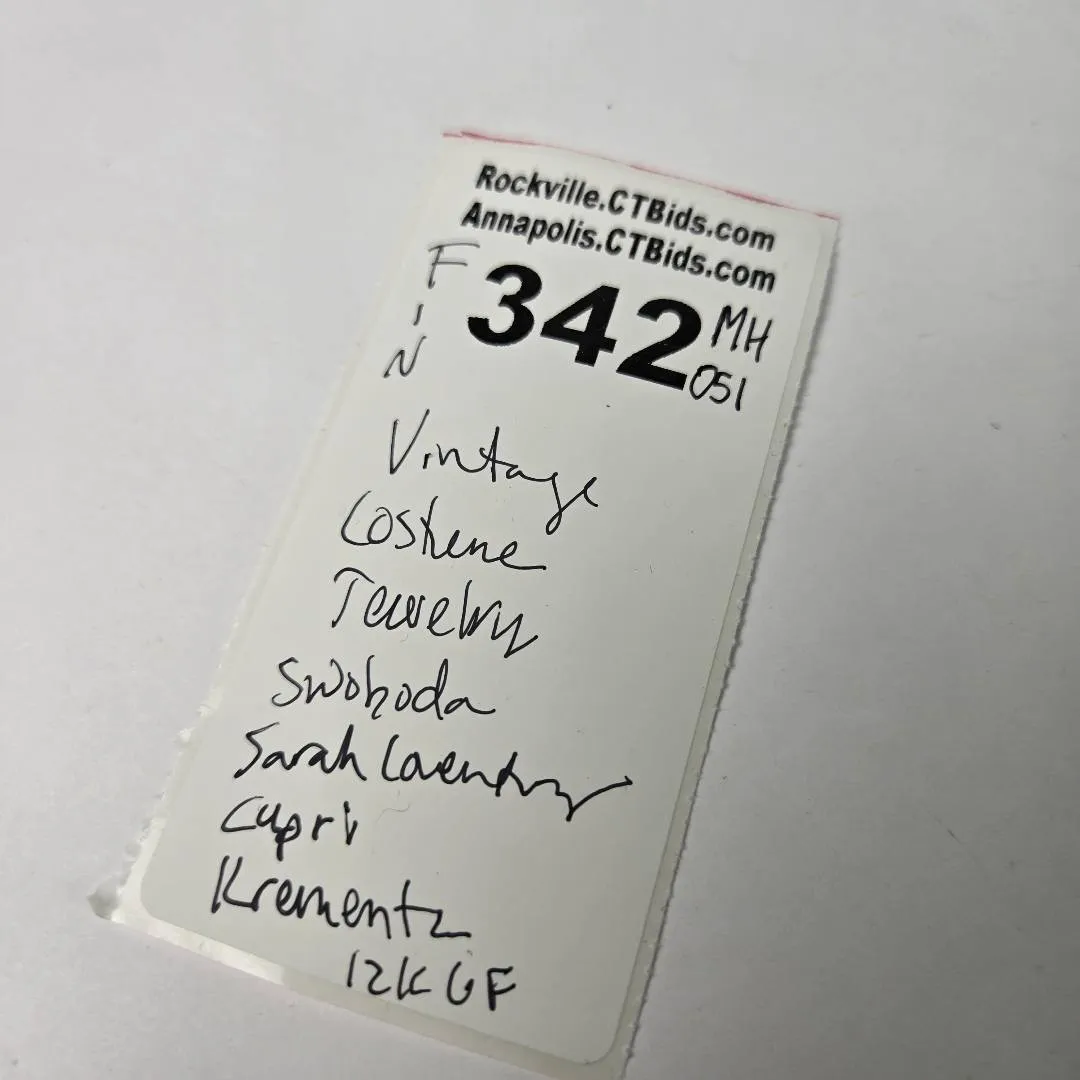 Rockville.CTBids.com
Annapolis.CTBids.com
FIN
342 MH
051
Vintage
Costume
Jewelry
Swoboda
Sarah Coventry
Capri
Krementz
12K GF